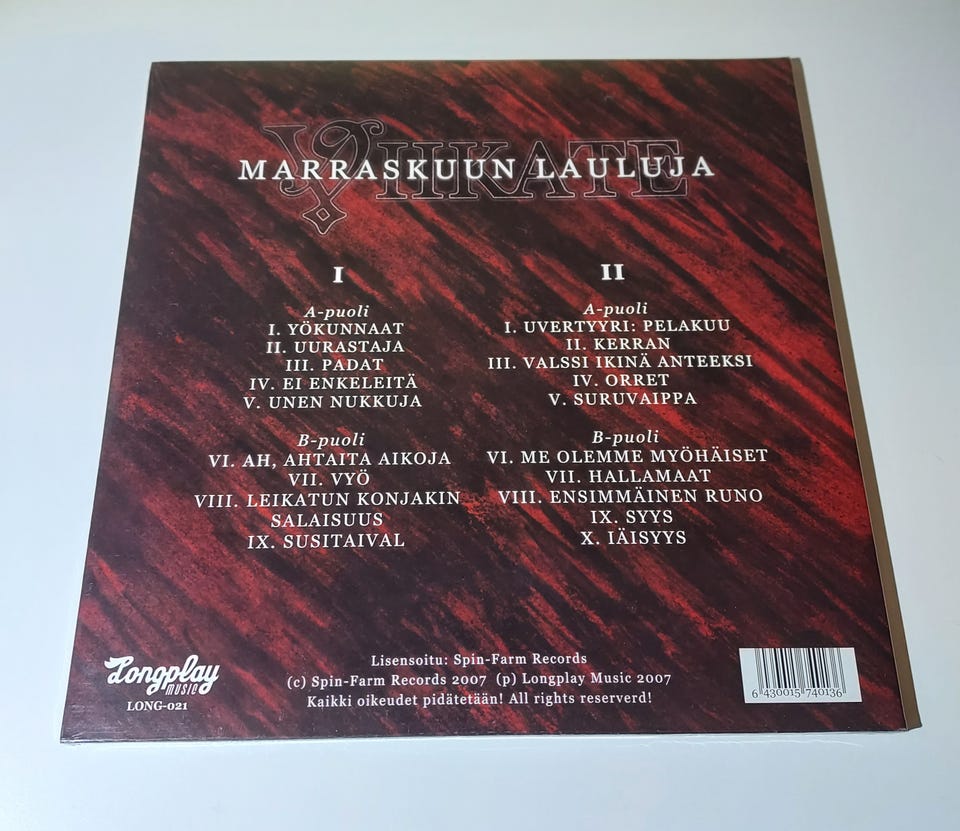 VIIKATE
MARRASKUUN LAULUJA
I
A-puoli
I. YÖKUNNAAT
II. UURASTAJA
III. PADAT
IV. EI ENKELEITÄ
V. UNEN NUKKUJA
B-puoli
VI. AH, AHTAITA AIKOJA
VII. VYÖ
VIII. LEIKATUN KONJAKIN
SALAISUUS
IX. SUSITAIVAL
II
A-puoli
I. UVERTYYRI: PELAKUU
II. KERRAN
III. VALSSI IKINÄ ANTEEKSI
IV. ORRET
V. SURUVAIPPA
B-puoli
VI. ME OLEMME MYÖHÄISET
VII. HALLAMAAT
VIII. ENSIMMÄINEN RUNO
IX. SYYS
X. IÄISYYS
Longplay
MUSIC
LONG-021
Lisensoitu: Spin-Farm Records
(c) Spin-Farm Records 2007 (p) Longplay Music 2007
Kaikki oikeudet pidätetään! All rights reserverd!
6 430015 740136